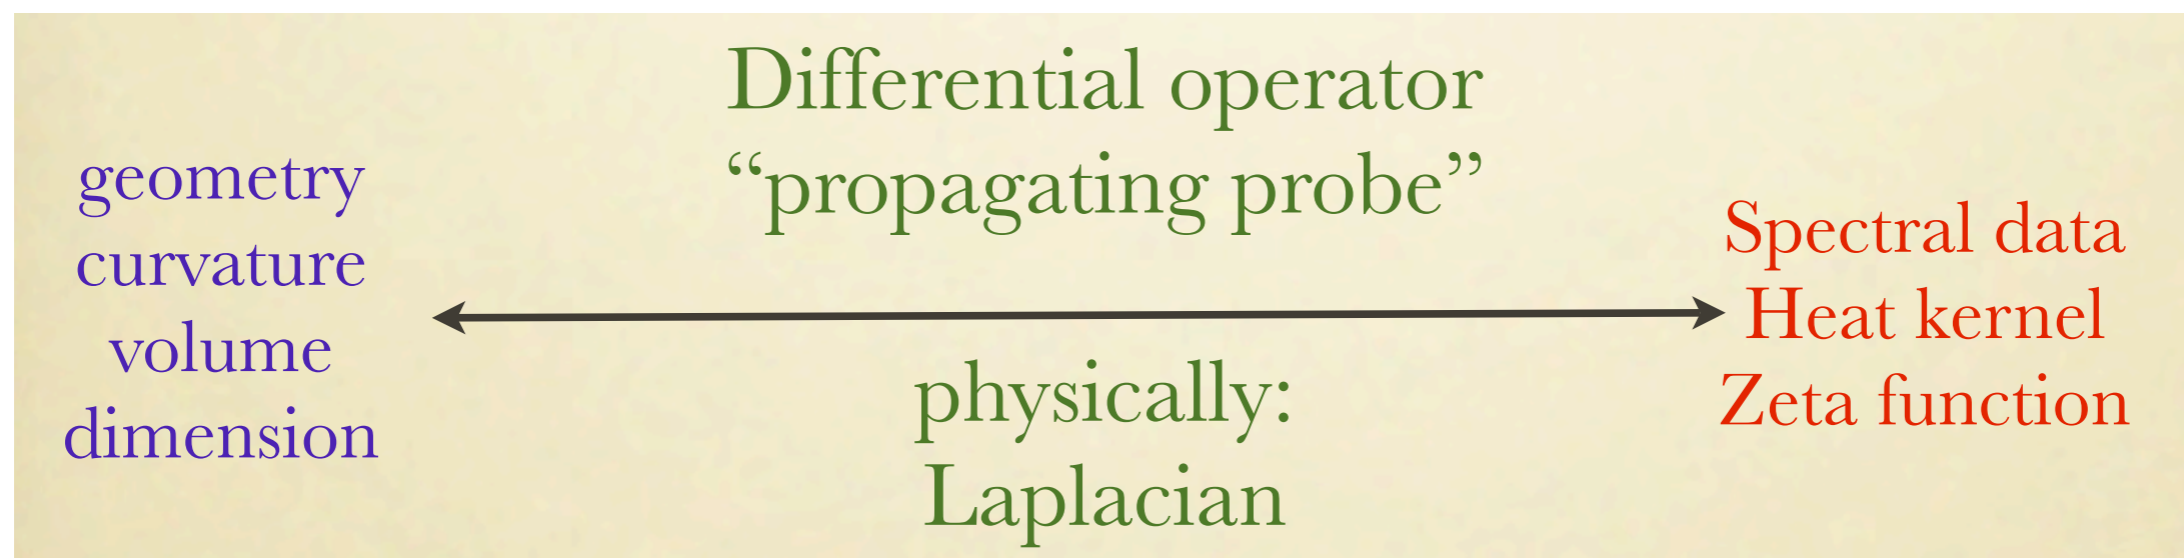 geometry
curvature
volume
dimension
Differential operator
“propagating probe”
physically:
Laplacian
Spectral data
Heat kernel
Zeta function